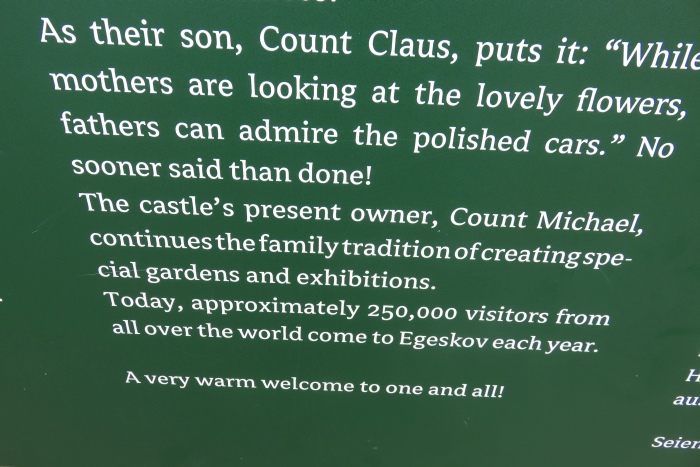 As their son, Count Claus, puts it: “While
mothers are looking at the lovely flowers,
fathers can admire the polished cars.” No
sooner said than done!
The castle’s present owner, Count Michael,
continues the family tradition of creating spe-
cial gardens and exhibitions.
Today, approximately 250,000 visitors from
all over the world come to Egeskov each year.
A very warm welcome to one and all!
H
au
Seien